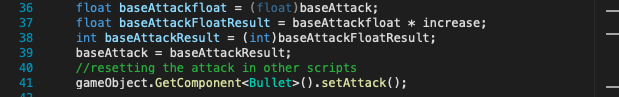 36 float baseAttackfloat = (float)baseAttack;
37 float baseAttackFloatResult = baseAttackfloat * increase;
38 int baseAttackResult = (int)baseAttackFloatResult;
39 baseAttack = baseAttackResult;
40 //resetting the attack in other scripts
41 gameObject.GetComponent<Bullet>().setAttack();